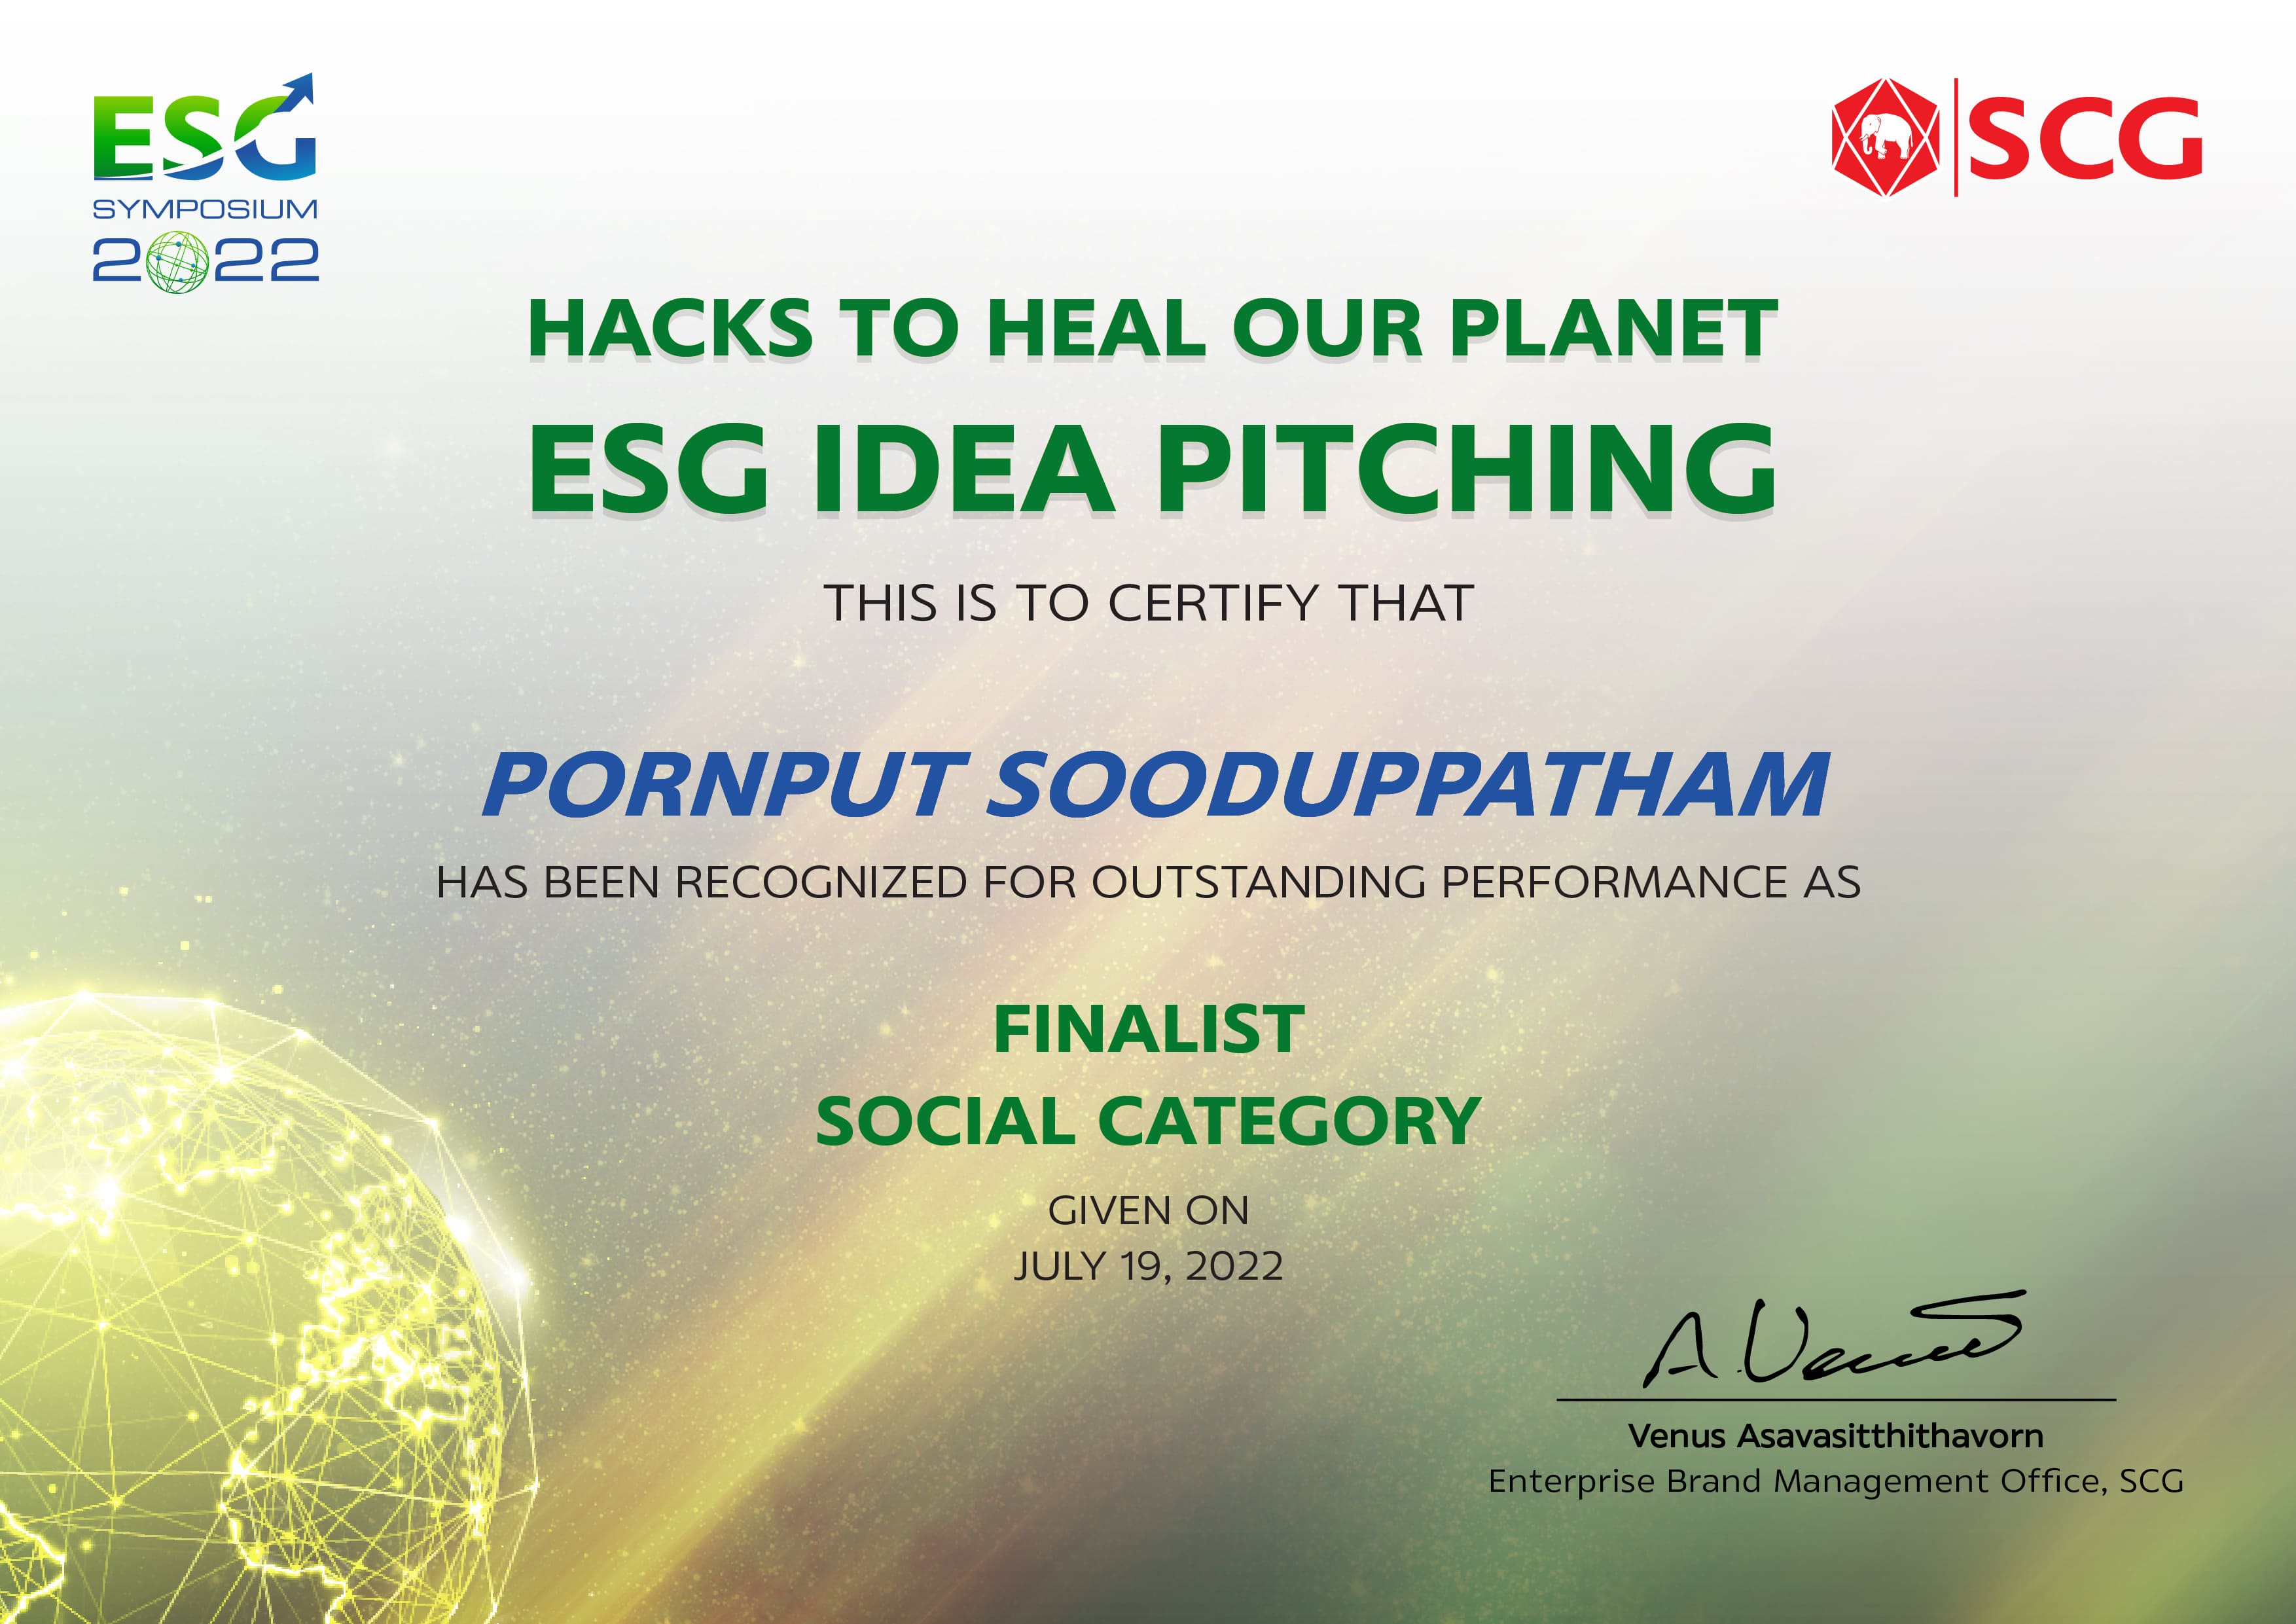 ESG
SYMPOSIUM
2022
SCG
HACKS TO HEAL OUR PLANET
ESG IDEA PITCHING
THIS IS TO CERTIFY THAT
PORNPUT SOODUPPATHAM
HAS BEEN RECOGNIZED FOR OUTSTANDING PERFORMANCE AS
FINALIST
SOCIAL CATEGORY
GIVEN ON
JULY 19, 2022
Venus Asavasitthithavorn
Enterprise Brand Management Office, SCG